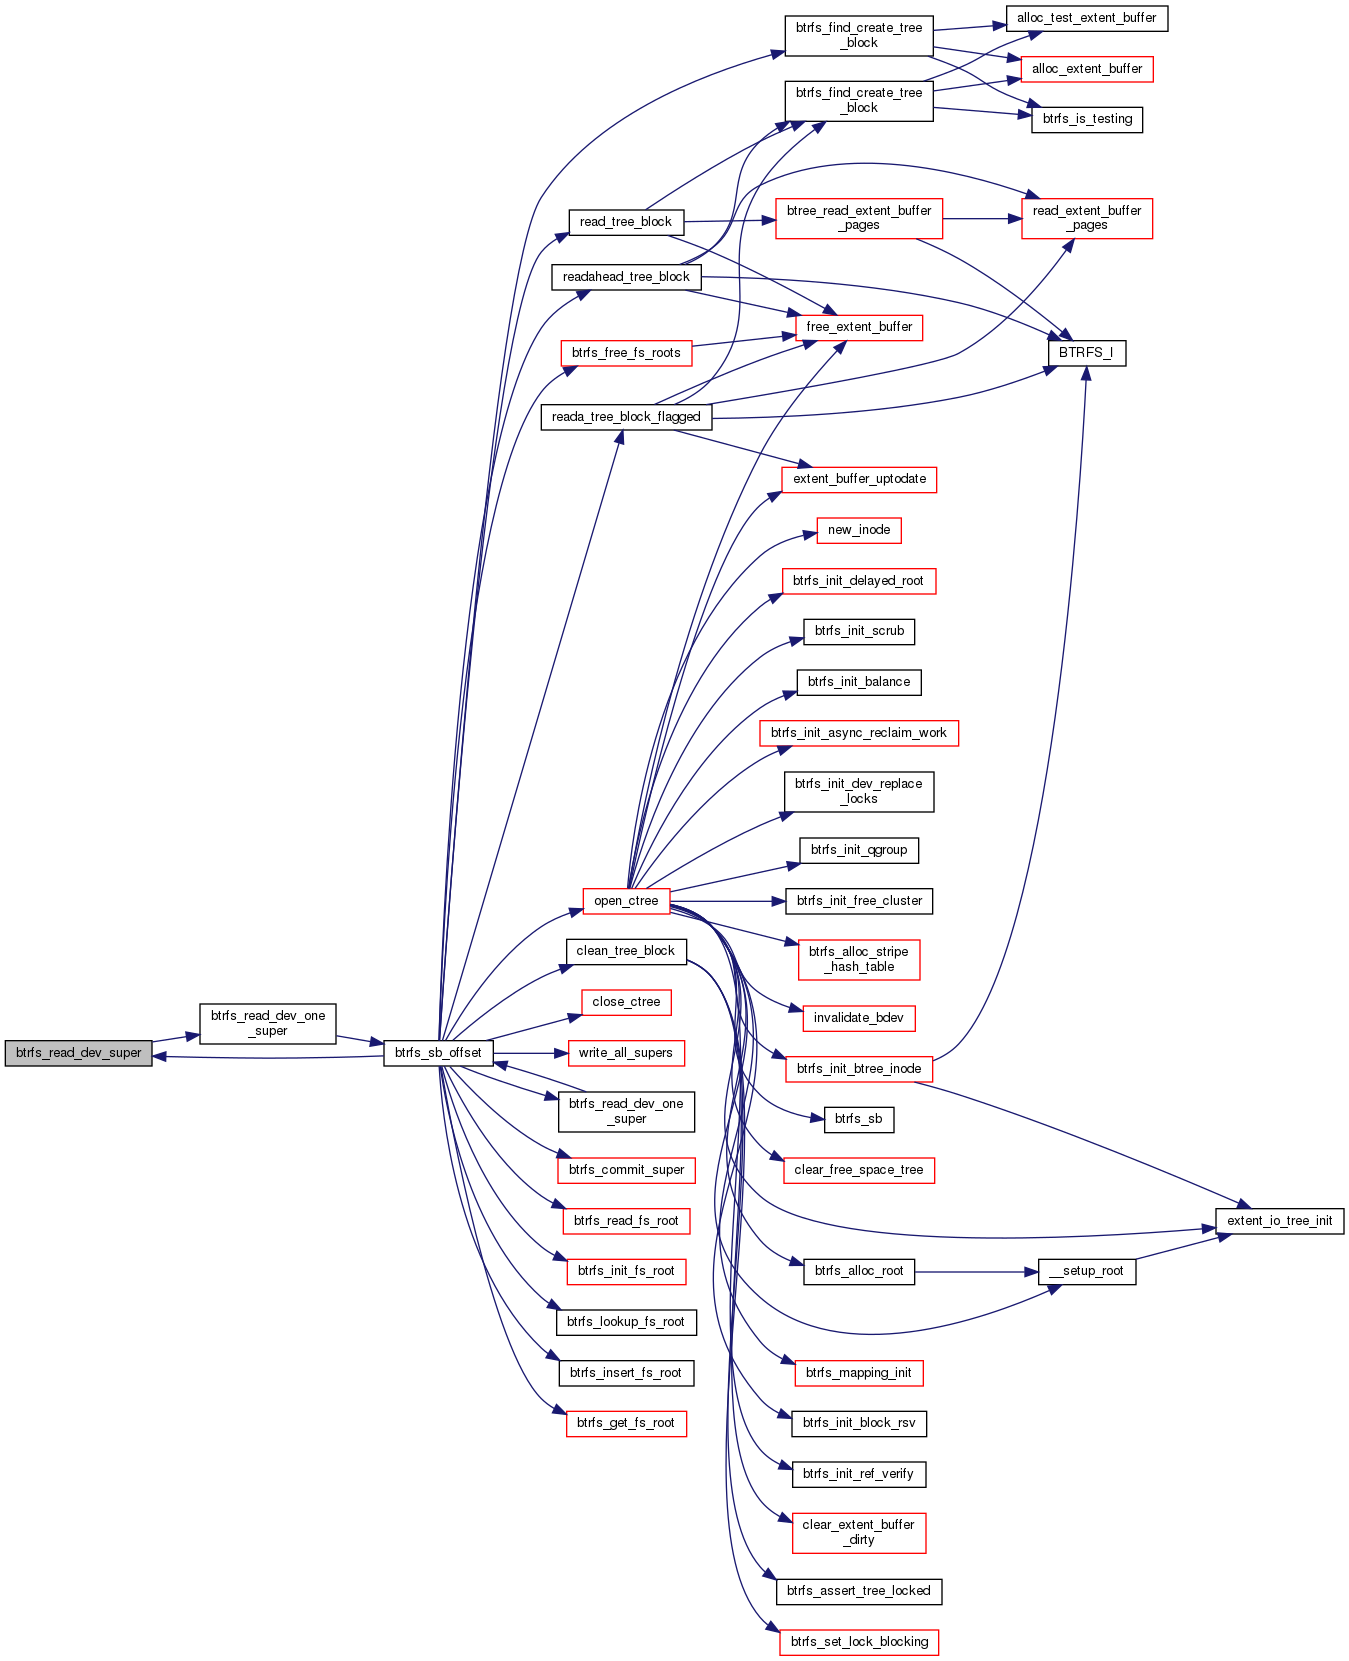 alloc_test_extent_buffer
btrfs_find_create_tree
_block
alloc_extent_buffer
btrfs_find_create_tree
_block
btrfs_is_testing
read_tree_block
btree_read_extent_buffer
_pages
read_extent_buffer
_pages
readahead_tree_block
free_extent_buffer
btrfs_free_fs_roots
BTRFS_I
reada_tree_block_flagged
extent_buffer_uptodate
new_inode
btrfs_init_delayed_root
btrfs_init_scrub
btrfs_init_balance
btrfs_init_async_reclaim_work
btrfs_init_dev_replace
_locks
btrfs_init_qgroup
open_ctree
btrfs_init_free_cluster
clean_tree_block
btrfs_alloc_stripe
_hash_table
close_ctree
invalidate_bdev
btrfs_read_dev_one
_super
btrfs_read_dev_super
btrfs_sb_offset
write_all_supers
btrfs_init_btree_inode
btrfs_read_dev_one
_super
btrfs_sb
btrfs_commit_super
clear_free_space_tree
btrfs_read_fs_root
extent_io_tree_init
btrfs_init_fs_root
btrfs_alloc_root
__setup_root
btrfs_lookup_fs_root
btrfs_insert_fs_root
btrfs_mapping_init
btrfs_get_fs_root
btrfs_init_block_rsv
btrfs_init_ref_verify
clear_extent_buffer
_dirty
btrfs_assert_tree_locked
btrfs_set_lock_blocking